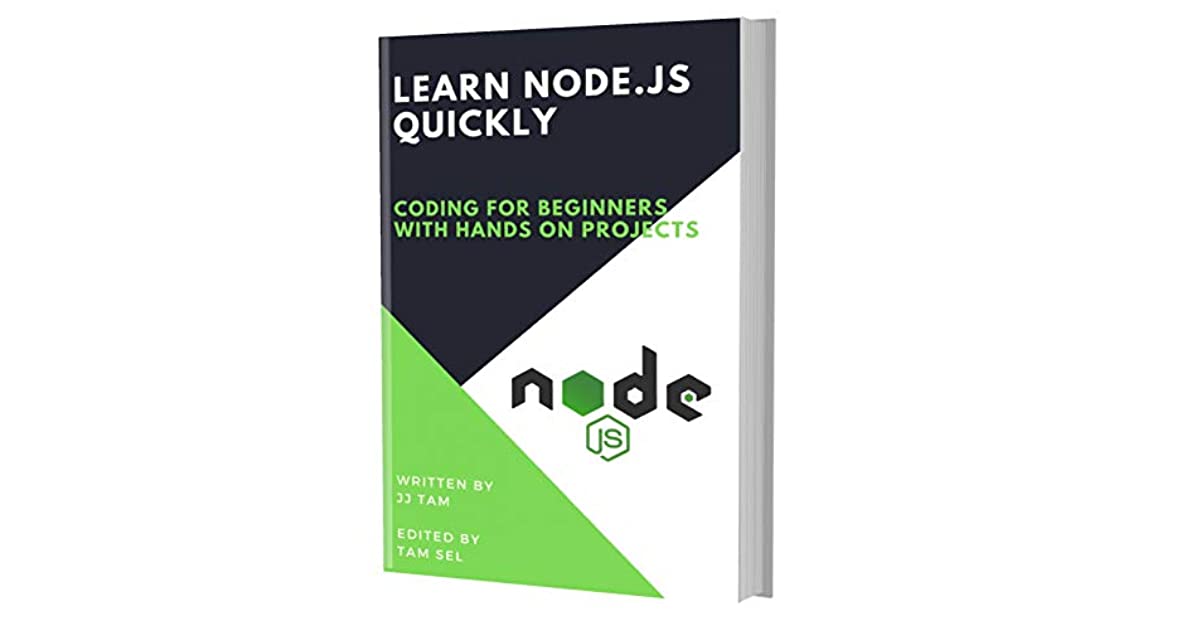 LEARN NODE.JS
QUICKLY
CODING FOR BEGINNERS
WITH HANDS ON PROJECTS
node
JS
WRITTEN BY
JJ TAM
EDITED BY
TAM SEL